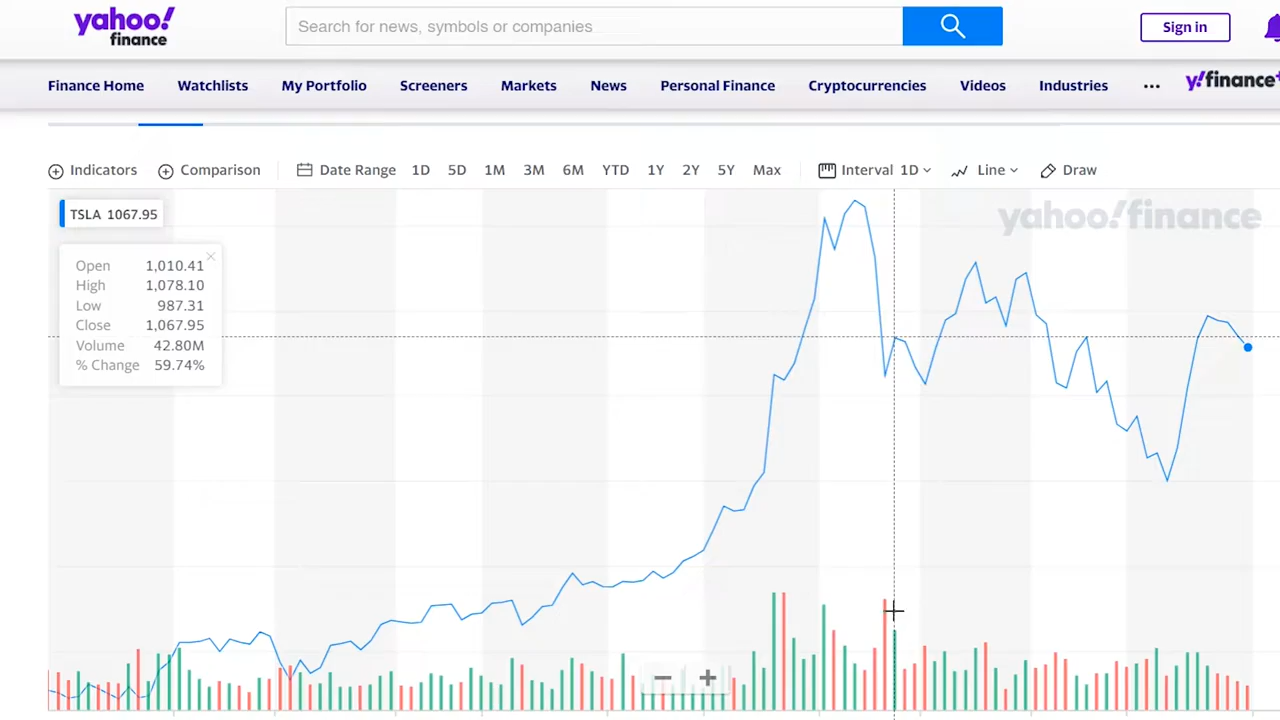 yahoo!
finance
Search for news, symbols or companies
Sign in
Finance Home Watchlists My Portfolio Screeners Markets News Personal Finance Cryptocurrencies Videos Industries ... y!finance+
Indicators Comparison Date Range 1D 5D 1M 3M 6M YTD 1Y 2Y 5Y Max Interval 1D Line Draw
TSLA 1067.95
yahoo!finance
Open 1,010.41
High 1,078.10
Low 987.31
Close 1,067.95
Volume 42.80M
% Change 59.74%